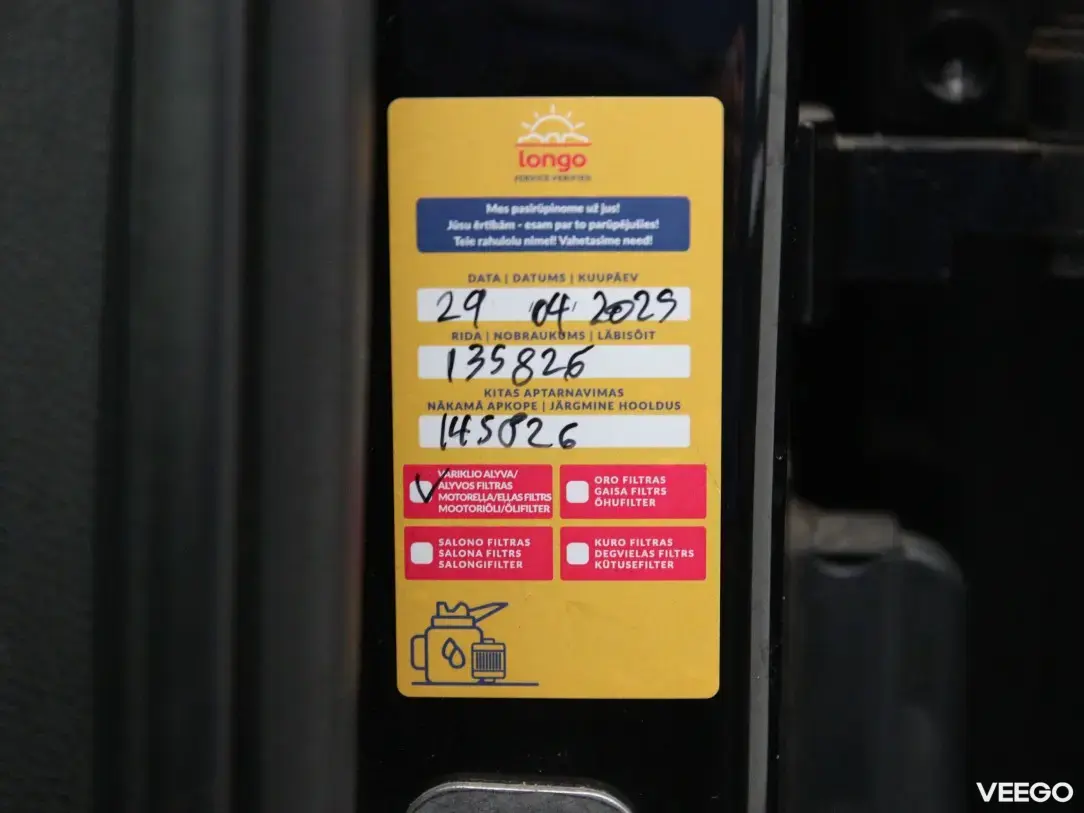 longo
SERVICE VERIFIED
Mes pasirūpinome už jus!
Jūsu ērtībām - esam par to parūpējušies!
Teie rahulolu nimel! Vahetasime need!
DATA | DATUMS | KUUPÄEV
29 04 2025
RIDA | NOBRAUKUMS | LÄBISÕIT
135826
KITAS APTARNAVIMAS
NĀKAMĀ APKOPE | JÄRGMINE HOOLDUS
145826
VARIKLIO ALYVA/
ALYVOS FILTRAS
MOTOREĻĻA/EĻĻAS FILTRS
MOOTORIÕLI/ÕLIFILTER
ORO FILTRAS
GAISA FILTRS
ÕHUFILTER
SALONO FILTRAS
SALONA FILTRS
SALONGIFILTER
KURO FILTRAS
DEGVIELAS FILTRS
KÜTUSEFILTER
VEEGO